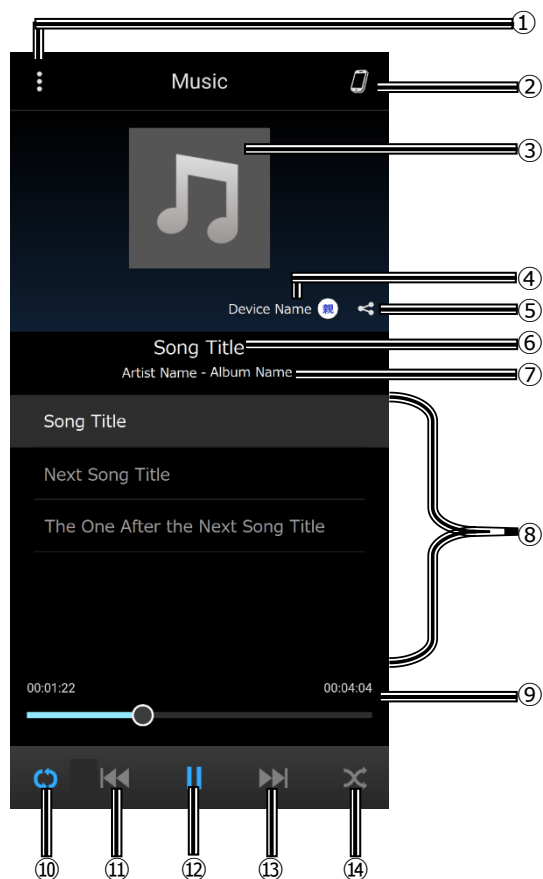 ①
Music
②
③
④
Device Name 親
⑤
Song Title
⑥
Artist Name - Album Name
⑦
Song Title
Next Song Title
The One After the Next Song Title
⑧
00:01:22 00:04:04
⑨
⑩ ⑪ ⑫ ⑬ ⑭